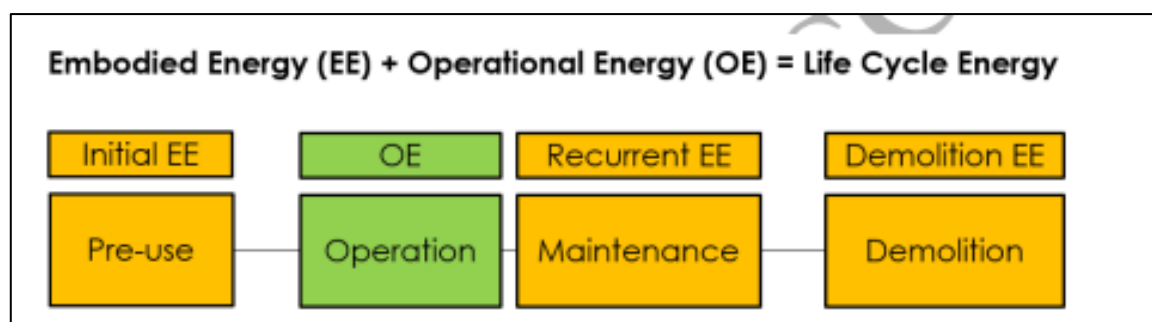 Embodied Energy (EE) + Operational Energy (OE) = Life Cycle Energy
Initial EE OE Recurrent EE Demolition EE
Pre-use Operation Maintenance Demolition